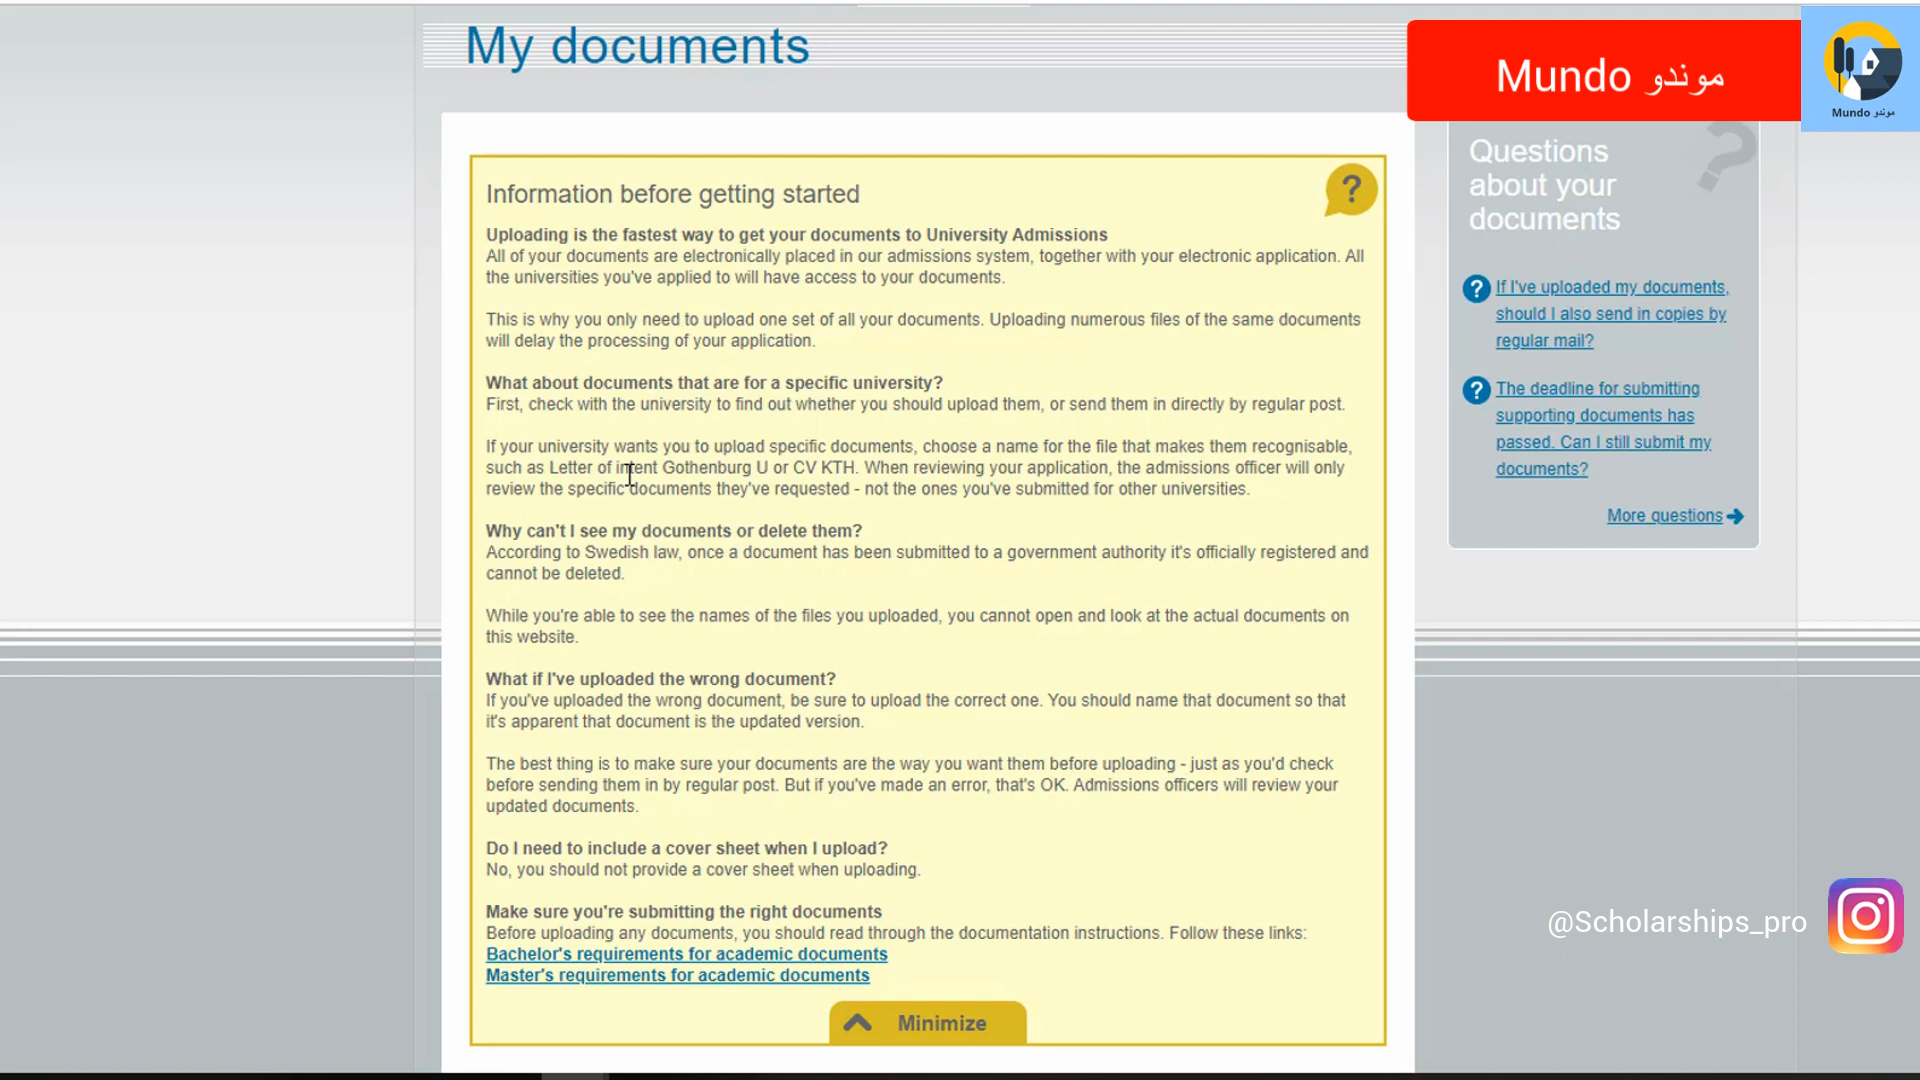 My documents
Mundo موندو
Mundo موندو
Information before getting started
?
Uploading is the fastest way to get your documents to University Admissions
All of your documents are electronically placed in our admissions system, together with your electronic application. All
the universities you've applied to will have access to your documents.
This is why you only need to upload one set of all your documents. Uploading numerous files of the same documents
will delay the processing of your application.
What about documents that are for a specific university?
First, check with the university to find out whether you should upload them, or send them in directly by regular post.
If your university wants you to upload specific documents, choose a name for the file that makes them recognisable,
such as Letter of intent Gothenburg U or CV KTH. When reviewing your application, the admissions officer will only
review the specific documents they've requested - not the ones you've submitted for other universities.
Why can't I see my documents or delete them?
According to Swedish law, once a document has been submitted to a government authority it's officially registered and
cannot be deleted.
While you're able to see the names of the files you uploaded, you cannot open and look at the actual documents on
this website.
What if I've uploaded the wrong document?
If you've uploaded the wrong document, be sure to upload the correct one. You should name that document so that
it's apparent that document is the updated version.
The best thing is to make sure your documents are the way you want them before uploading - just as you'd check
before sending them in by regular post. But if you've made an error, that's OK. Admissions officers will review your
updated documents.
Do I need to include a cover sheet when I upload?
No, you should not provide a cover sheet when uploading.
Make sure you're submitting the right documents
Before uploading any documents, you should read through the documentation instructions. Follow these links:
Bachelor's requirements for academic documents
Master's requirements for academic documents
Minimize
Questions
about your
documents
?
? If I've uploaded my documents,
should I also send in copies by
regular mail?
? The deadline for submitting
supporting documents has
passed. Can I still submit my
documents?
More questions
@Scholarships_pro